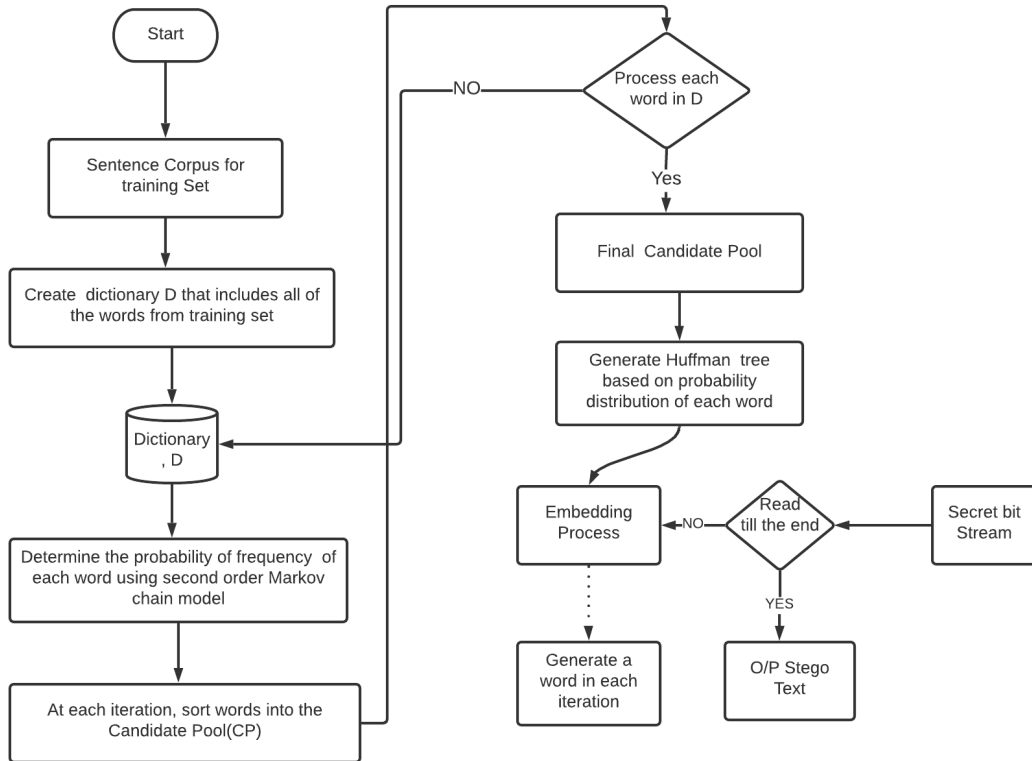 Start
Sentence Corpus for
training Set
Create dictionary D that includes all of
the words from training set
Dictionary
, D
Determine the probability of frequency of
each word using second order Markov
chain model
At each iteration, sort words into the
Candidate Pool(CP)
Process each
word in D
NO
Yes
Final Candidate Pool
Generate Huffman tree
based on probability
distribution of each word
Embedding
Process
NO
Read
till the end
Secret bit
Stream
YES
Generate a
word in each
iteration
O/P Stego
Text